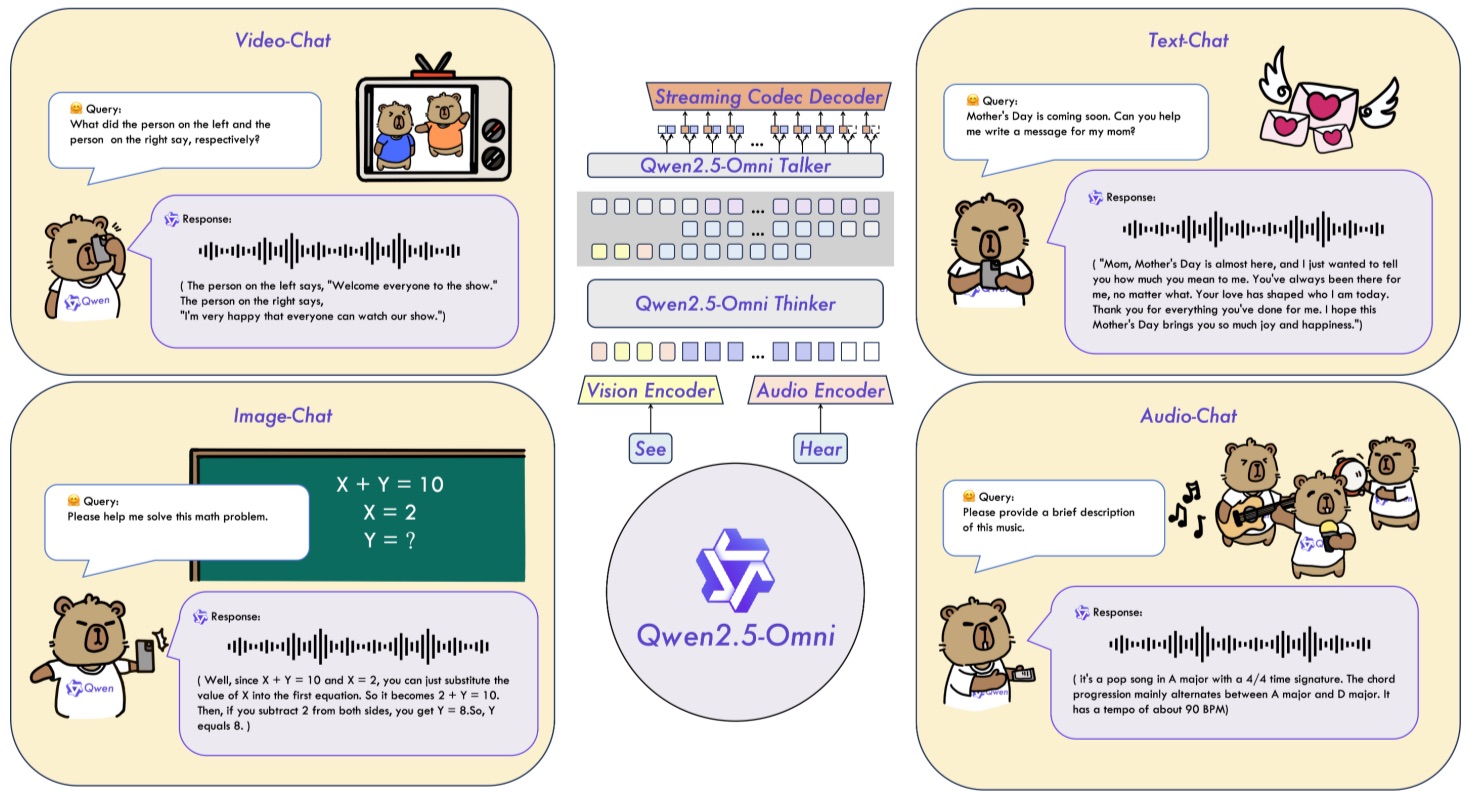 Video-Chat
🤗 Query:
What did the person on the left and the
person on the right say, respectively?
Response:
( The person on the left says, "Welcome everyone to the show."
The person on the right says,
"I'm very happy that everyone can watch our show.")
Qwen
Image-Chat
X + Y = 10
X = 2
Y = ?
🤗 Query:
Please help me solve this math problem.
Response:
( Well, since X + Y = 10 and X = 2, you can just substitute the
value of X into the first equation. So it becomes 2 + Y = 10.
Then, if you subtract 2 from both sides, you get Y = 8.So, Y
equals 8. )
Qwen
Streaming Codec Decoder
...
Qwen2.5-Omni Talker
...
...
Qwen2.5-Omni Thinker
...
Vision Encoder
Audio Encoder
See
Hear
Qwen2.5-Omni
Text-Chat
🤗 Query:
Mother's Day is coming soon. Can you help
me write a message for my mom?
Response:
( "Mom, Mother's Day is almost here, and I just wanted to tell
you how much you mean to me. You've always been there for
me, no matter what. Your love has shaped who I am today.
Thank you for everything you've done for me. I hope this
Mother's Day brings you so much joy and happiness.")
Audio-Chat
🤗 Query:
Please provide a brief description
of this music.
Response:
( it's a pop song in A major with a 4/4 time signature. The chord
progression mainly alternates between A major and D major. It
has a tempo of about 90 BPM)
Qwen